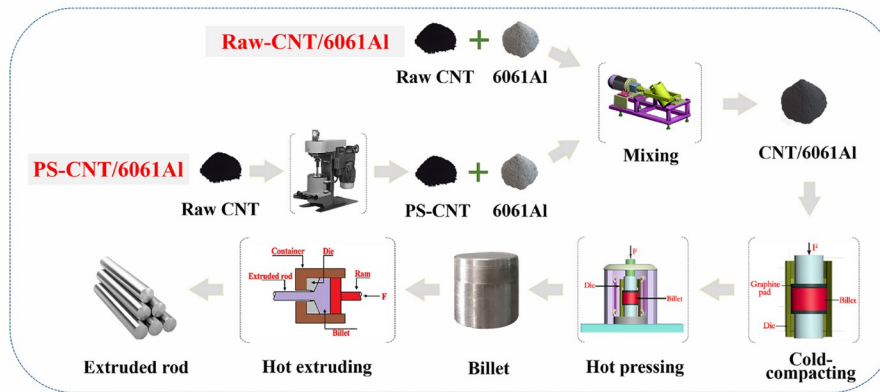 Raw-CNT/6061Al
Raw CNT
6061Al
Mixing
CNT/6061Al
PS-CNT/6061Al
Raw CNT
PS-CNT
6061Al
Container
Die
Extruded rod
Ram
F
Billet
F
Die
Billet
F
Graphite
pad
Billet
Die
Extruded rod
Hot extruding
Billet
Hot pressing
Cold-
compacting